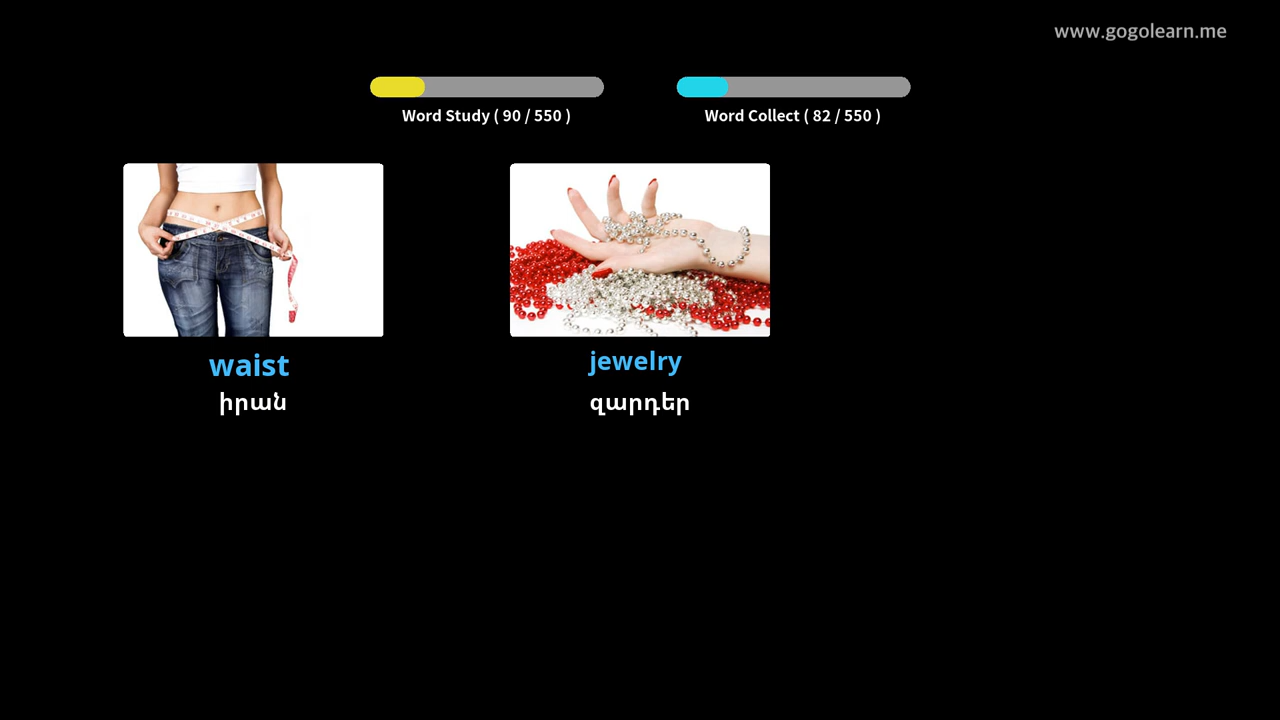 www.gogolearn.me
Word Study ( 90 / 550 )
Word Collect ( 82 / 550 )
waist
իրան
jewelry
զարդեր